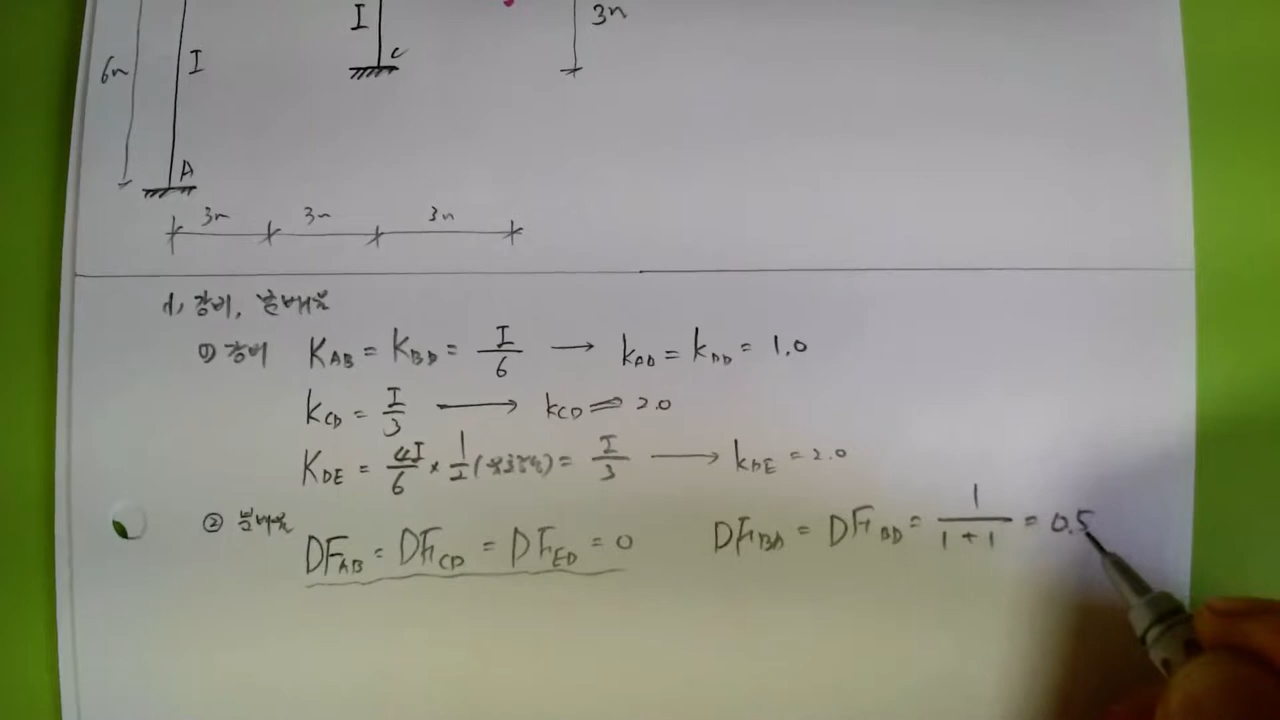 I
3m
6m
I
C
A
3m 3m 3m
1) 강비, 분배율
① 강비 K_AB = K_BD = I/6 → k_AB = k_BD = 1.0
K_CD = I/3 → k_CD = 2.0
K_DE = 4I/6 × 1/2 = I/3 → k_DE = 2.0
② 분배율
DF_AB = DF_CD = DF_ED = 0 DF_BA = DF_BD = 1/(1+1) = 0.5